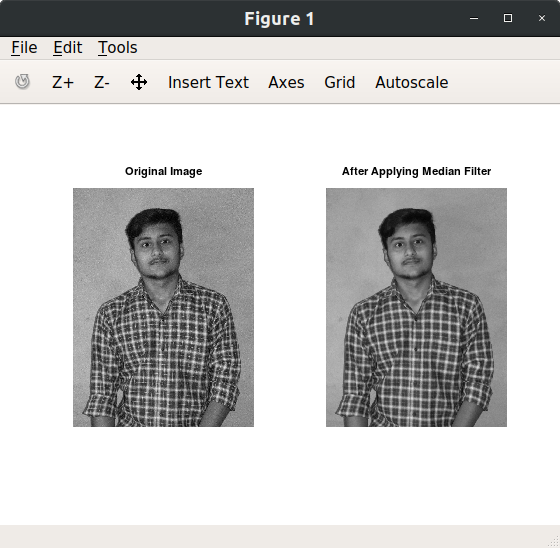 Figure 1
File Edit Tools
Z+ Z- Insert Text Axes Grid Autoscale
Original Image After Applying Median Filter